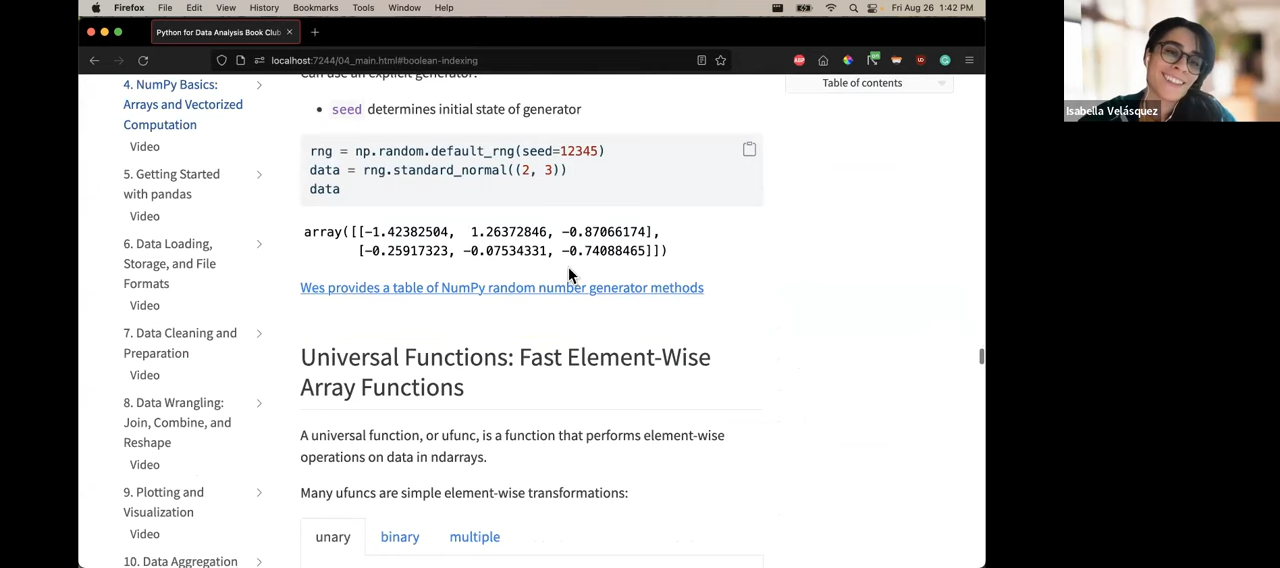 Firefox File Edit View History Bookmarks Tools Window Help Fri Aug 26 1:42 PM
Python for Data Analysis Book Club
localhost:7244/04_main.html#boolean-indexing
4. NumPy Basics:
Arrays and Vectorized
Computation
Video
5. Getting Started
with pandas
Video
6. Data Loading,
Storage, and File
Formats
Video
7. Data Cleaning and
Preparation
Video
8. Data Wrangling:
Join, Combine, and
Reshape
Video
9. Plotting and
Visualization
Video
10. Data Aggregation
Can use an explicit generator:
• seed determines initial state of generator
rng = np.random.default_rng(seed=12345)
data = rng.standard_normal((2, 3))
data
array([[-1.42382504, 1.26372846, -0.87066174],
[-0.25917323, -0.07534331, -0.74088465]])
Wes provides a table of NumPy random number generator methods
Universal Functions: Fast Element-Wise
Array Functions
A universal function, or ufunc, is a function that performs element-wise
operations on data in ndarrays.
Many ufuncs are simple element-wise transformations:
unary binary multiple
Table of contents
Isabella Velásquez